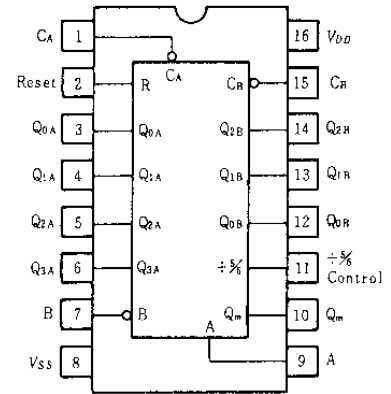 CA 1 16 VDD
CA
Reset 2 R CB 15 CB
Q0A 3 Q0A Q2B 14 Q2B
Q1A 4 Q1A Q1B 13 Q1B
Q2A 5 Q2A Q0B 12 Q0B
Q3A 6 Q3A ÷5/6 11 ÷5/6
Control
B 7 B Qm 10 Qm
A
VSS 8 9 A